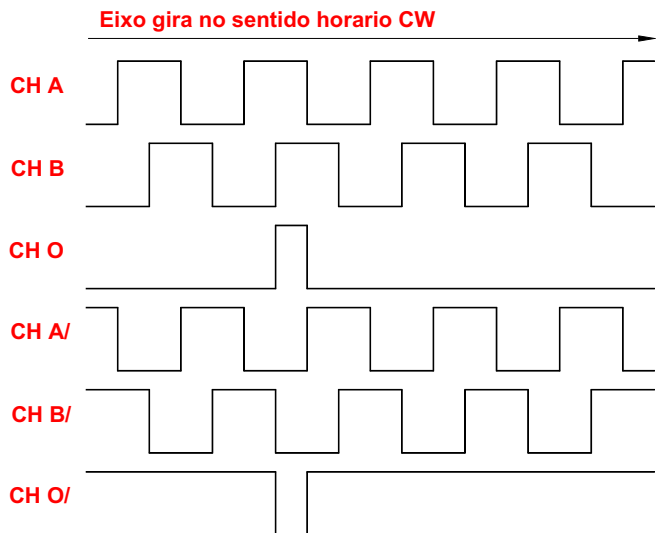 Eixo gira no sentido horario CW
CH A
CH B
CH O
CH A/
CH B/
CH O/